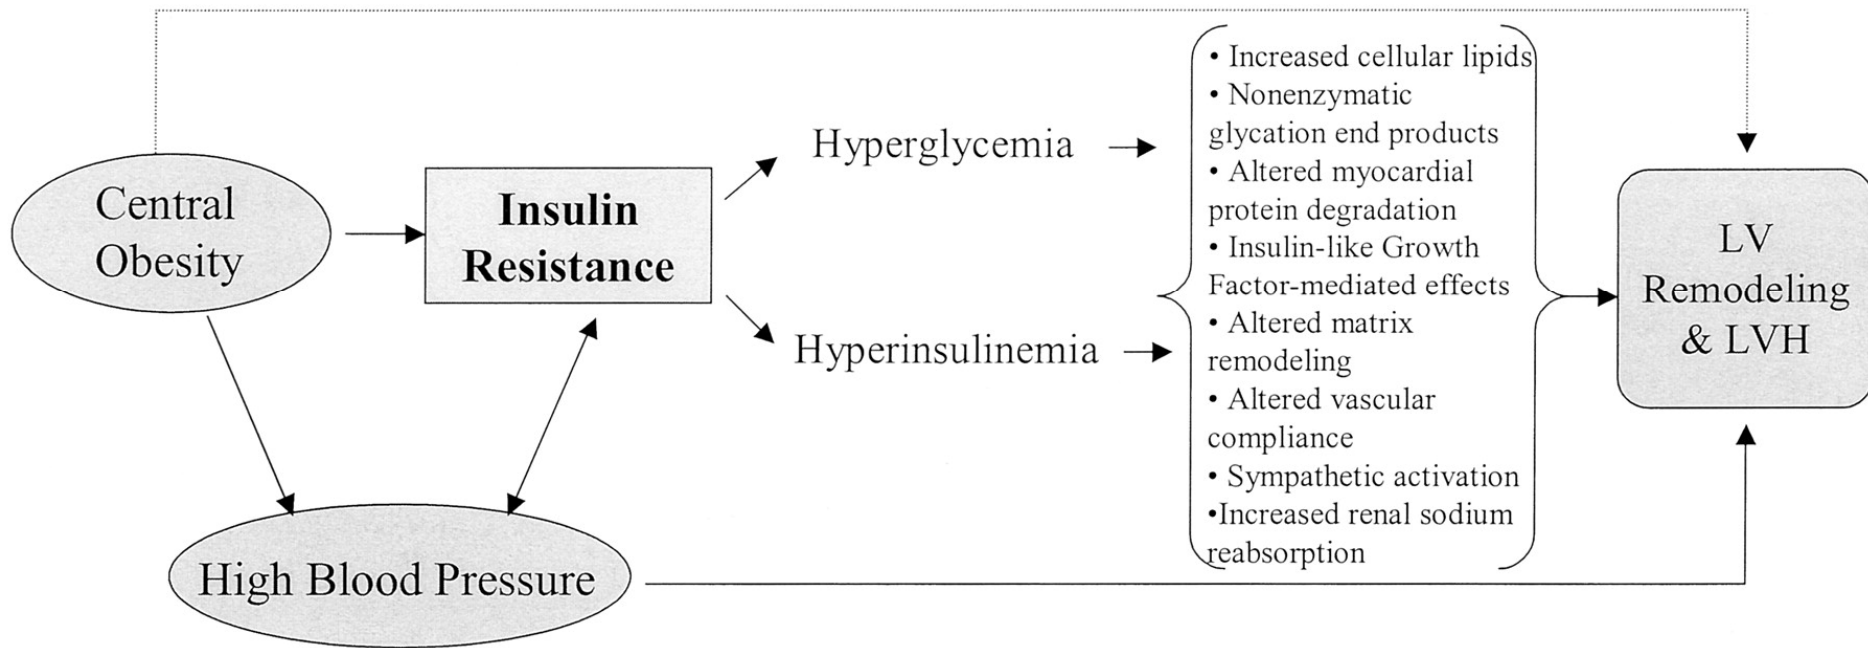 Central
Obesity
Insulin
Resistance
High Blood Pressure
Hyperglycemia
Hyperinsulinemia
• Increased cellular lipids
• Nonenzymatic
glycation end products
• Altered myocardial
protein degradation
• Insulin-like Growth
Factor-mediated effects
• Altered matrix
remodeling
• Altered vascular
compliance
• Sympathetic activation
•Increased renal sodium
reabsorption
LV
Remodeling
& LVH